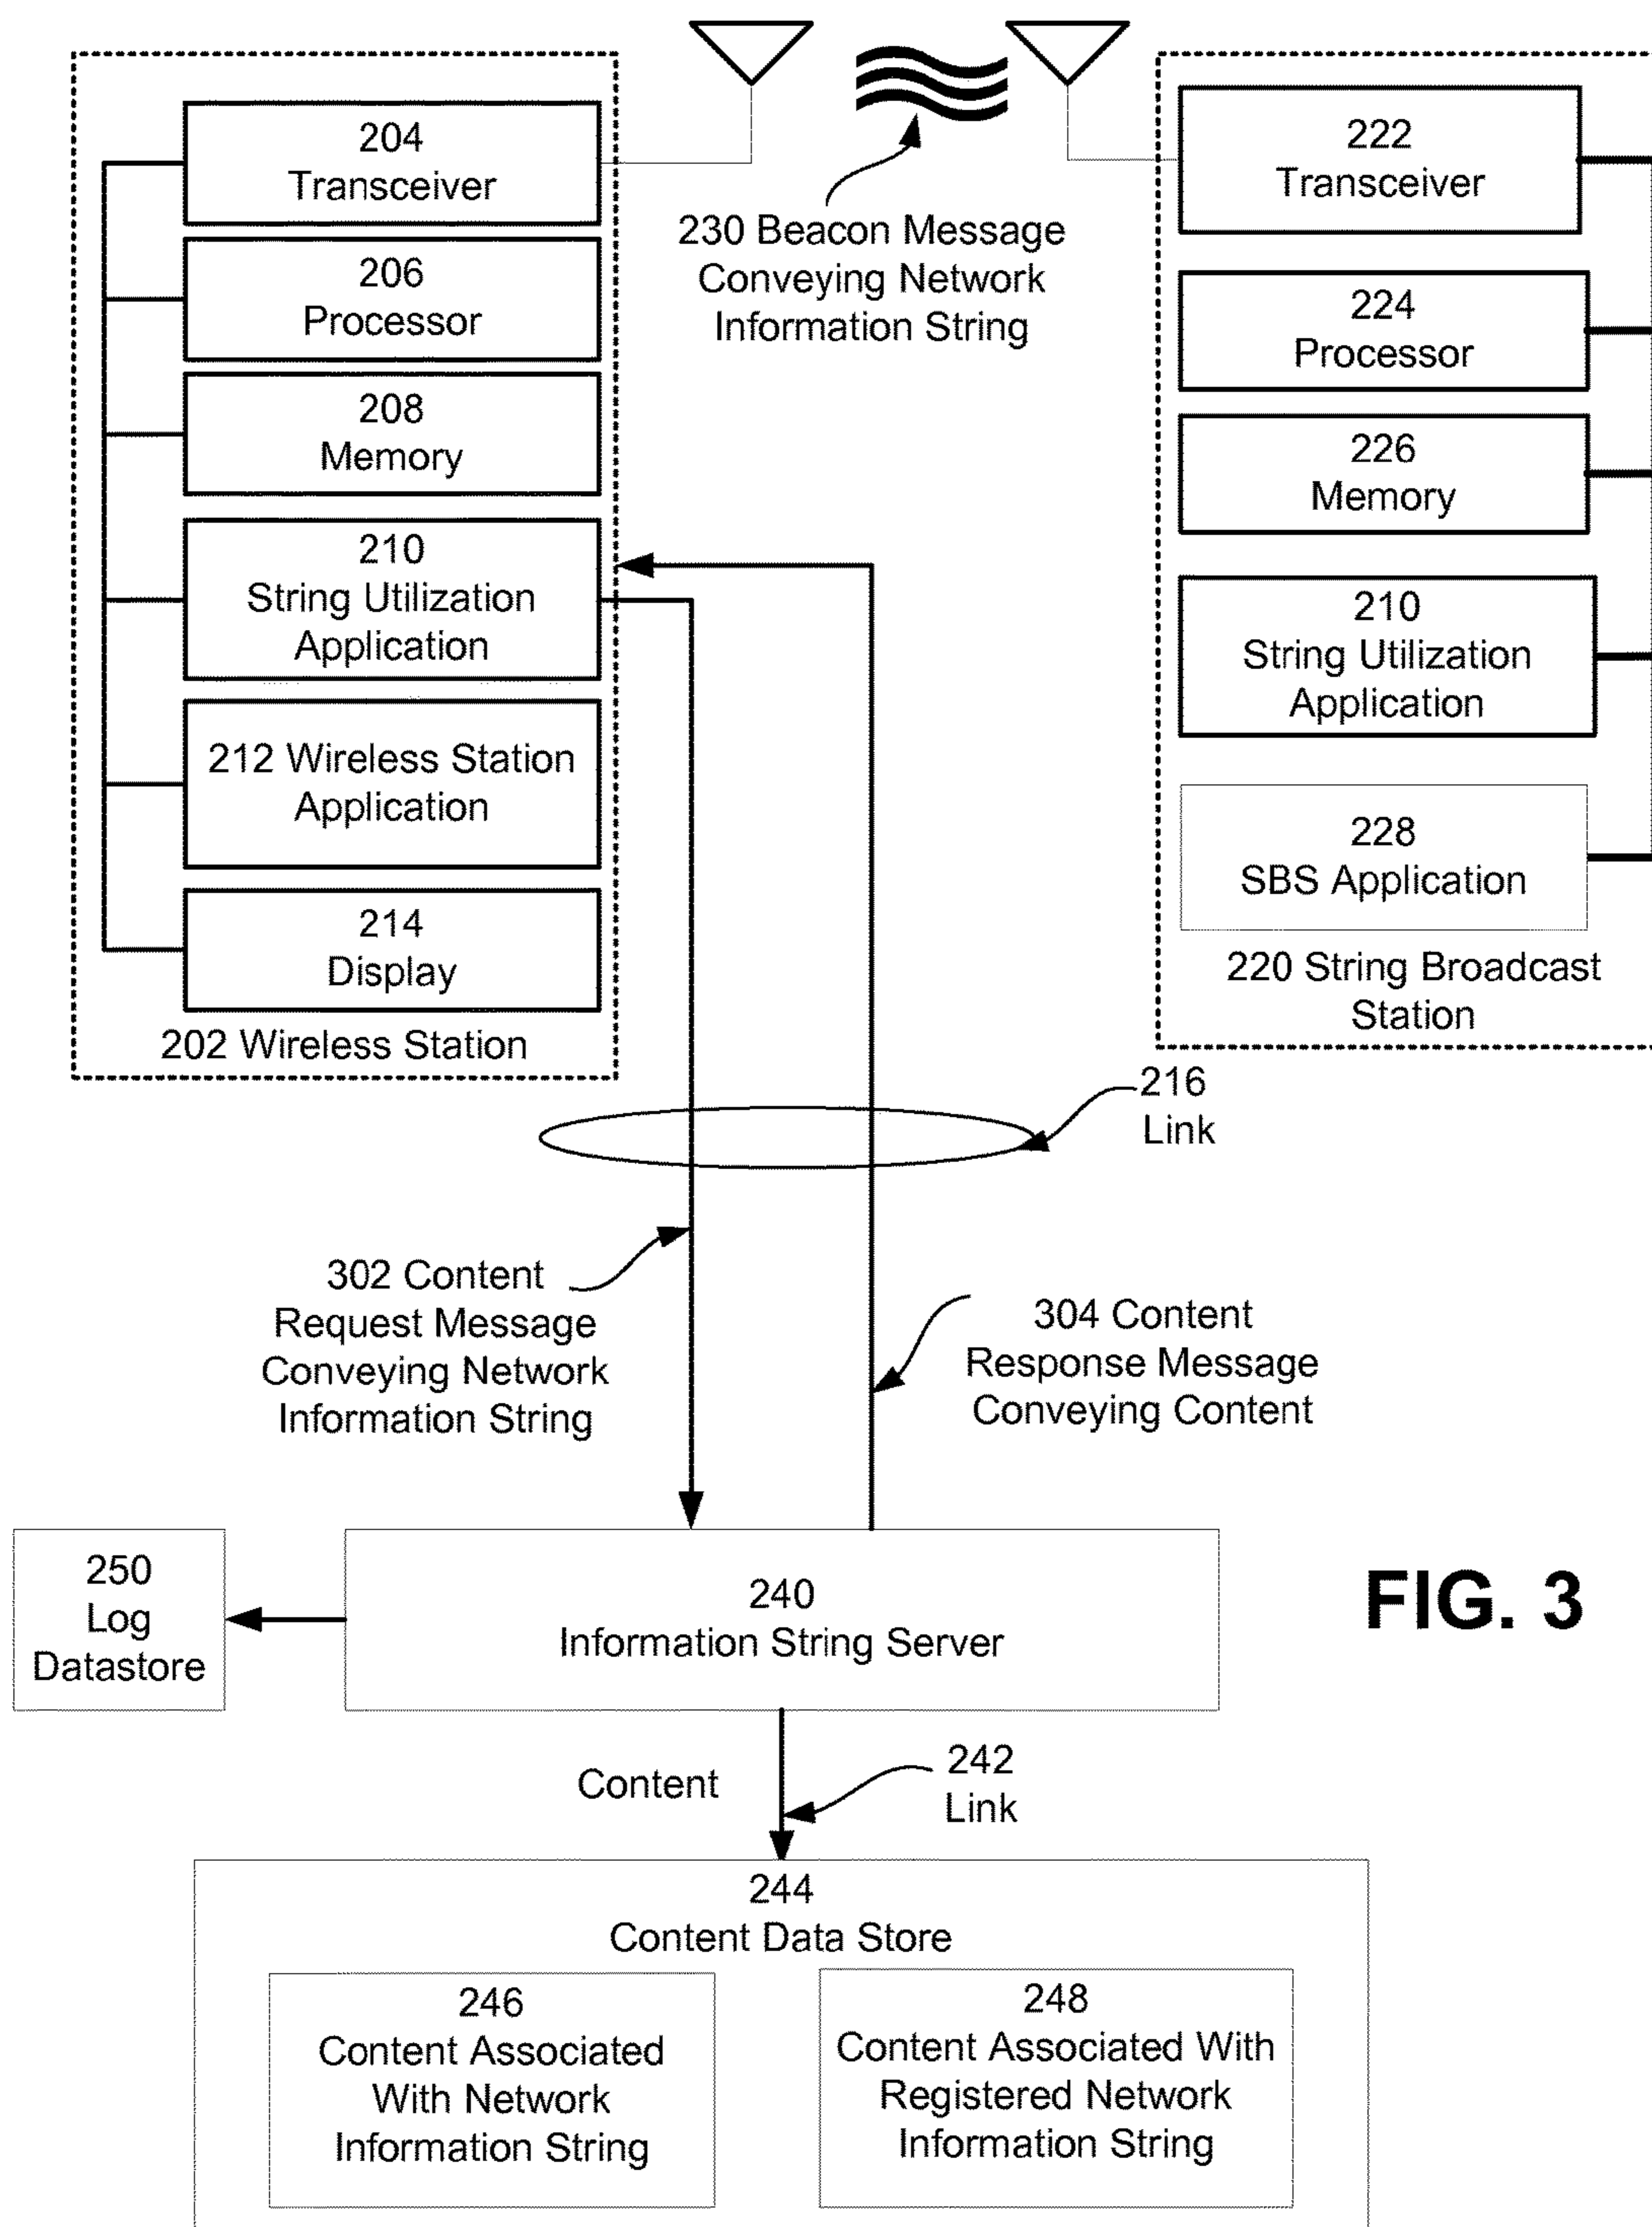 204
Transceiver
206
Processor
208
Memory
210
String Utilization
Application
212 Wireless Station
Application
214
Display
202 Wireless Station
230 Beacon Message
Conveying Network
Information String
222
Transceiver
224
Processor
226
Memory
210
String Utilization
Application
228
SBS Application
220 String Broadcast
Station
216
Link
302 Content
Request Message
Conveying Network
Information String
304 Content
Response Message
Conveying Content
250
Log
Datastore
240
Information String Server
FIG. 3
Content
242
Link
244
Content Data Store
246
Content Associated
With Network
Information String
248
Content Associated With
Registered Network
Information String